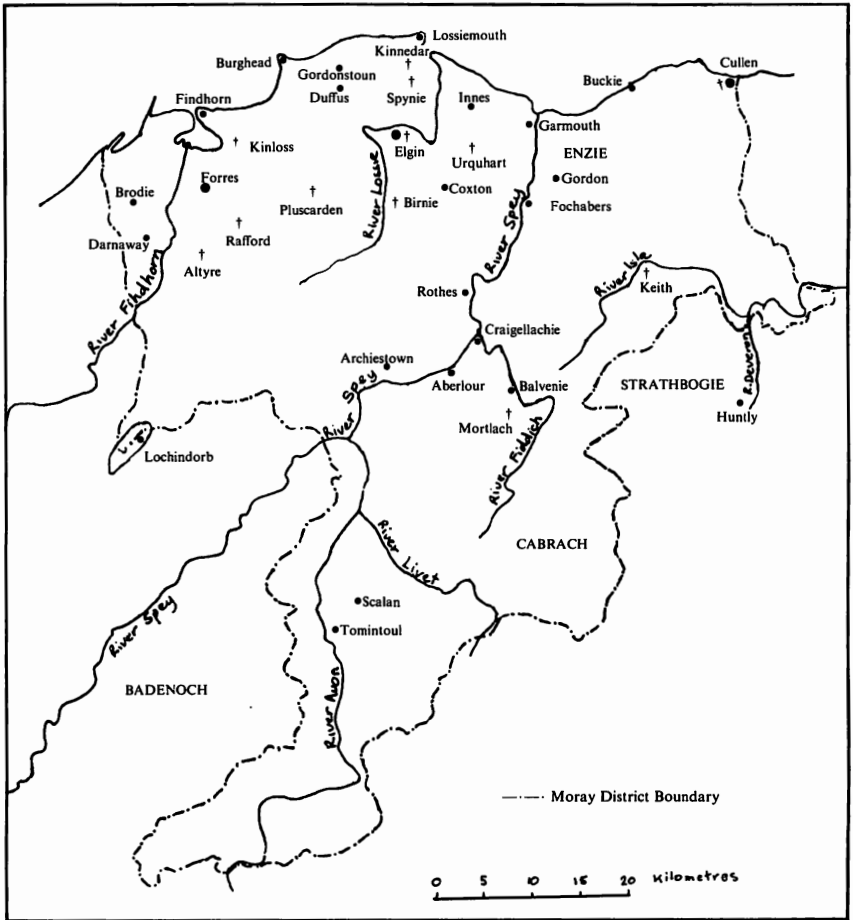 Lossiemouth
Kinnedar
Burghead
Gordonstoun
Duffus
Spynie
Buckie
Cullen
Findhorn
Innes
Garmouth
Kinloss
Elgin
Urquhart
ENZIE
Forres
Brodie
Pluscarden
River Lossie
Birnie
Coxton
Gordon
Fochabers
Rafford
Darnaway
Altyre
River Findhorn
River Spey
River Isle
Keith
Rothes
Craigellachie
Archiestown
Aberlour
Balvenie
STRATHBOGIE
R. Deveron
Huntly
River Spey
Mortlach
River Fiddich
Lochindorb
CABRACH
River Livet
Scalan
Tomintoul
River Spey
BADENOCH
River Avon
Moray District Boundary
0 5 10 15 20 Kilometres